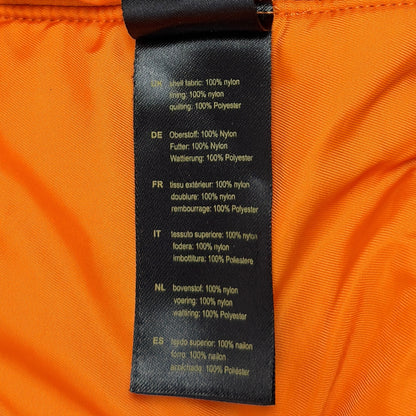 UK shell fabric: 100% nylon
lining: 100% nylon
quilting: 100% Polyester
DE Oberstoff: 100% Nylon
Futter: 100% Nylon
Wattierung: 100% Polyester
FR tissu extérieur: 100% nylon
doublure: 100% nylon
rembourrage: 100% Polyester
IT tessuto superiore: 100% nylon
fodera: 100% nylon
imbottitura: 100% Poliestere
NL bovenstof: 100% nylon
voering: 100% nylon
wattiring: 100% Polyester
ES tejido superior: 100% nailon
forro: 100% nailon
acolchado: 100% Polyester